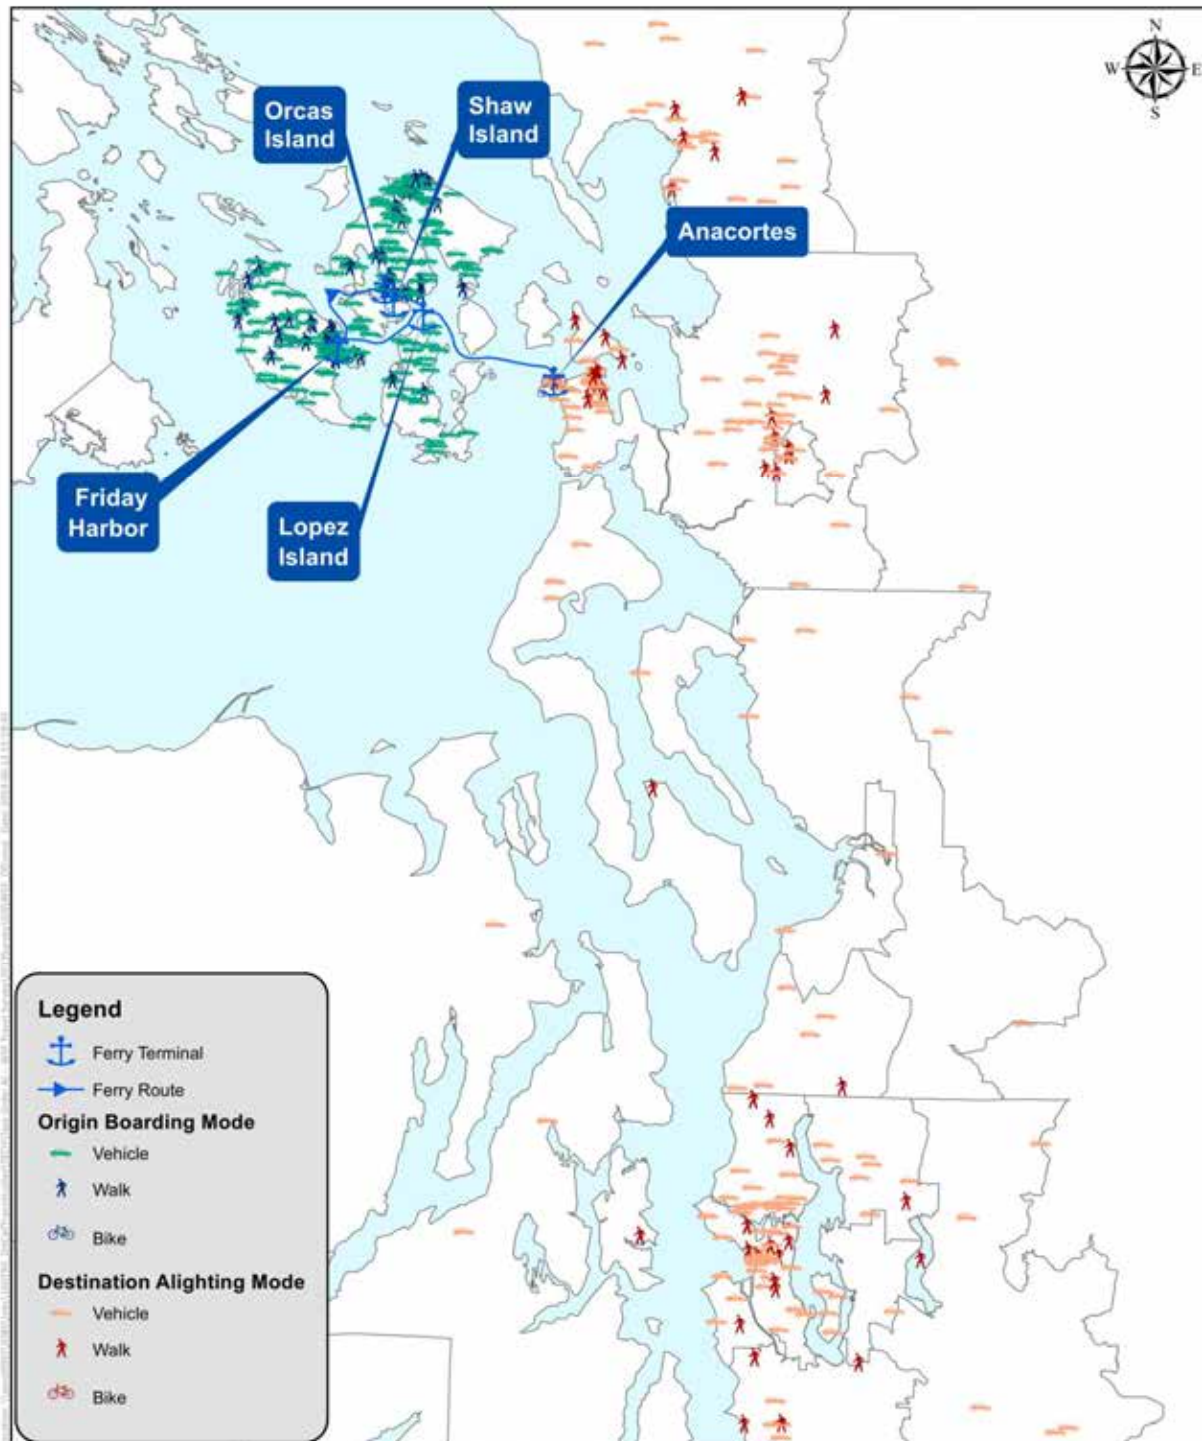 N
W
E
S
Orcas
Island
Shaw
Island
Anacortes
Friday
Harbor
Lopez
Island
Legend
Ferry Terminal
Ferry Route
Origin Boarding Mode
Vehicle
Walk
Bike
Destination Alighting Mode
Vehicle
Walk
Bike